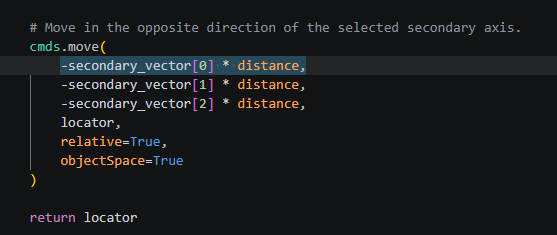 # Move in the opposite direction of the selected secondary axis.
cmds.move(
    -secondary_vector[0] * distance,
    -secondary_vector[1] * distance,
    -secondary_vector[2] * distance,
    locator,
    relative=True,
    objectSpace=True
)
return locator